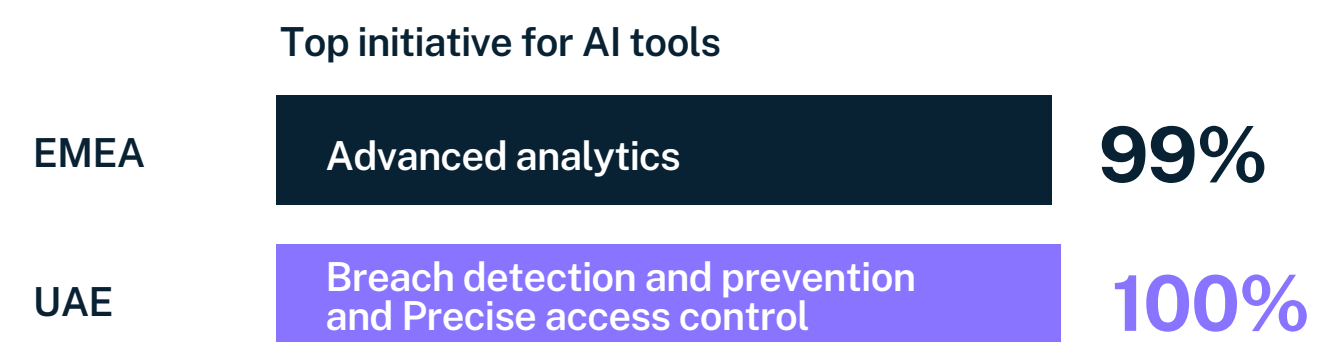 Top initiative for AI tools
EMEA
Advanced analytics
99%
UAE
Breach detection and prevention
and Precise access control
100%